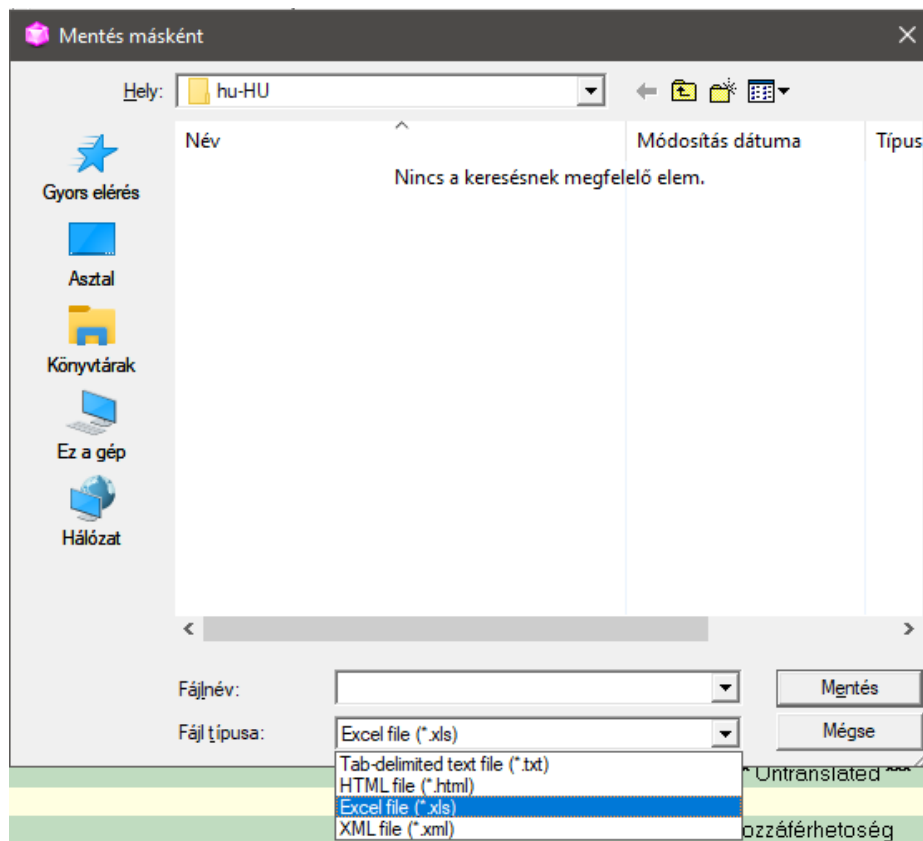 Mentés másként
Hely:
hu-HU
Név
Módosítás dátuma
Típus
Nincs a keresésnek megfelelő elem.
Gyors elérés
Asztal
Könyvtárak
Ez a gép
Hálózat
Fájlnév:
Mentés
Fájl típusa:
Excel file (*.xls)
Mégse
Tab-delimited text file (*.txt)
HTML file (*.html)
Excel file (*.xls)
XML file (*.xml)
* Untranslated ***
ozzáférhetoség